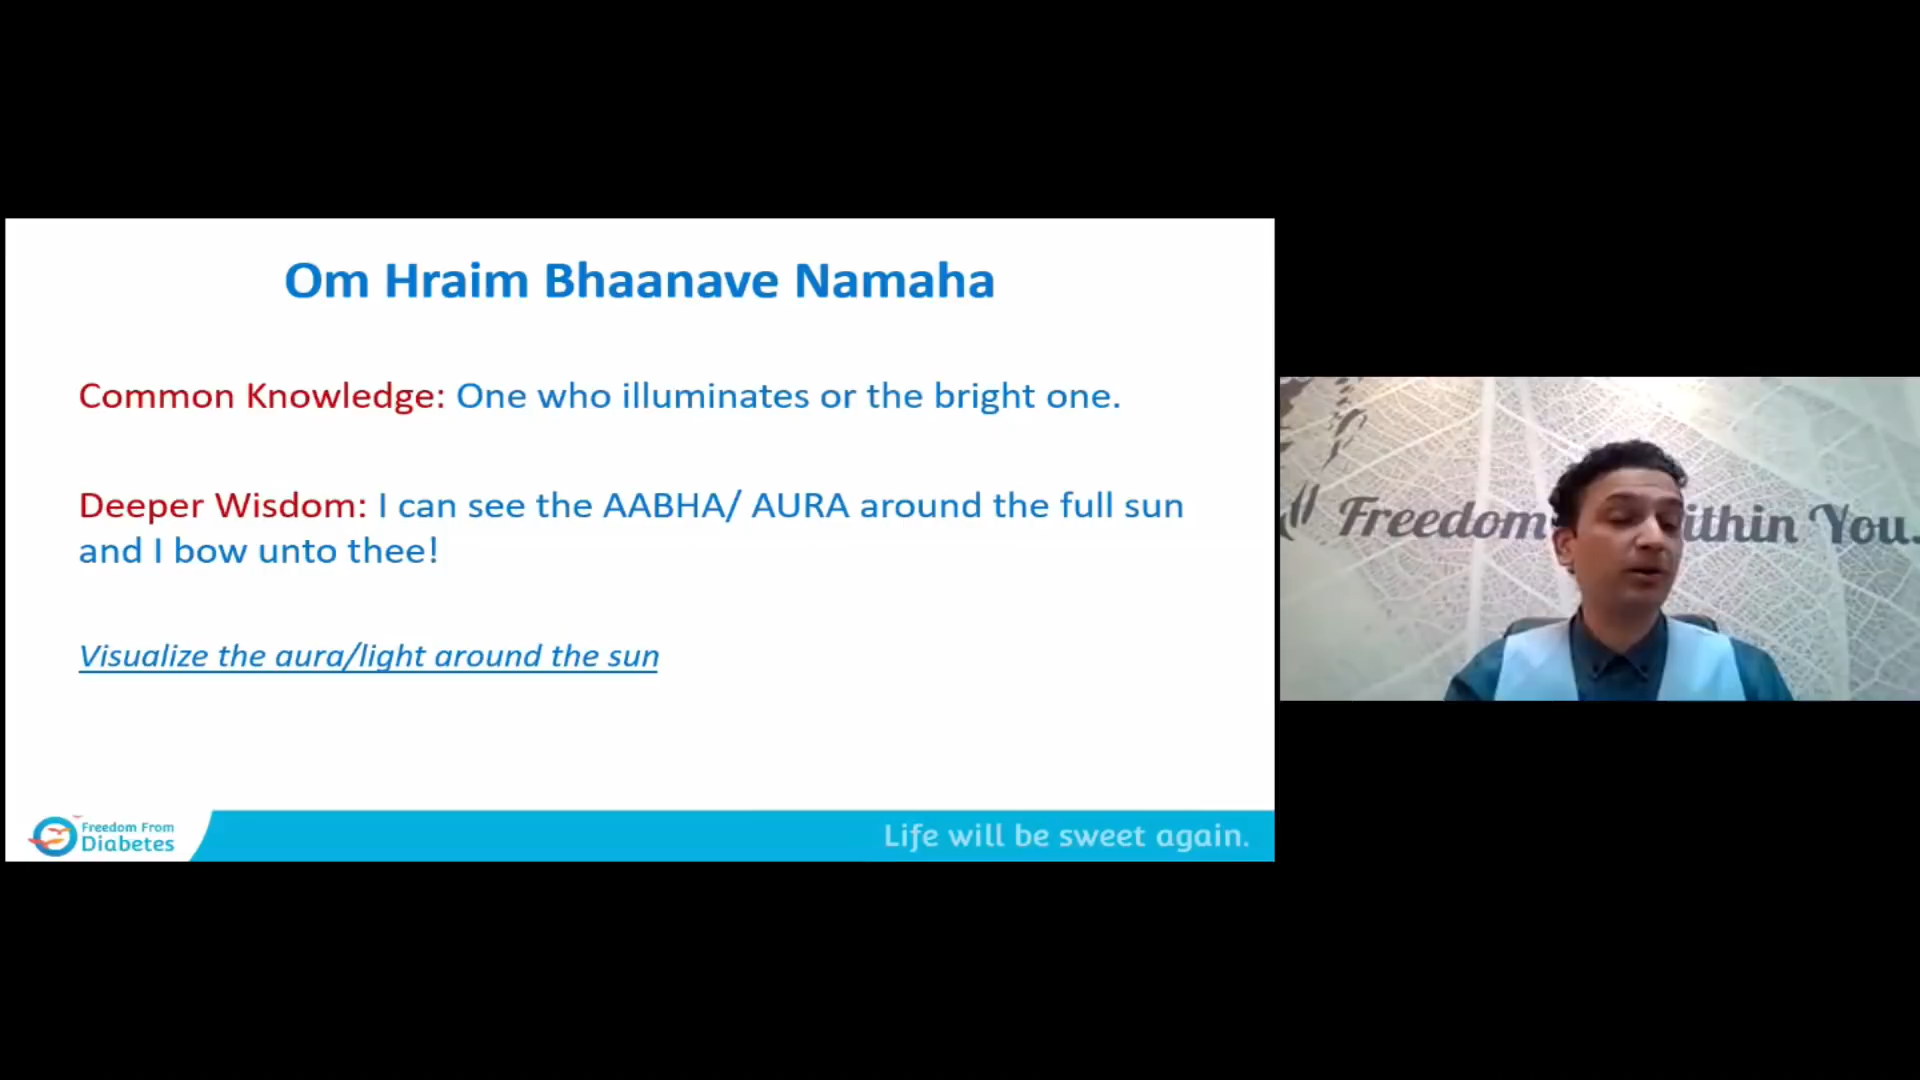 Om Hraim Bhaanave Namaha
Common Knowledge: One who illuminates or the bright one.
Deeper Wisdom: I can see the AABHA/ AURA around the full sun
and I bow unto thee!
Visualize the aura/light around the sun
Freedom From
Diabetes
Life will be sweet again.
Freedom ithin You.